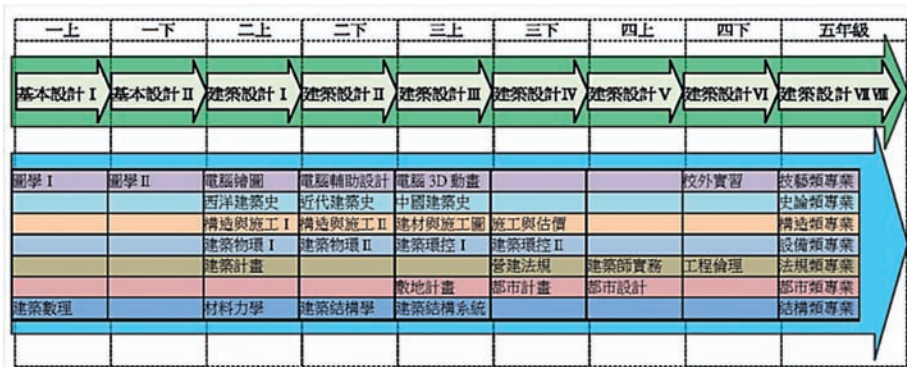 一上 一下 二上 二下 三上 三下 四上 四下 五年級
基本設計 I 基本設計 II 建築設計 I 建築設計 II 建築設計 III 建築設計 IV 建築設計 V 建築設計 VI 建築設計 VII VIII
圖學 I 圖學 II 電腦繪圖 電腦輔助設計 電腦 3D 動畫 校外實習 技藝類專業
西洋建築史 近代建築史 中國建築史 史論類專業
構造與施工 I 構造與施工 II 建材與施工圖 施工與估價 構造類專業
建築物環 I 建築物環 II 建築環控 I 建築環控 II 設備類專業
建築計畫 營建法規 建築師實務 工程倫理 法規類專業
敷地計畫 都市計畫 都市設計 都市類專業
建築數理 材料力學 建築結構學 建築結構系統 結構類專業